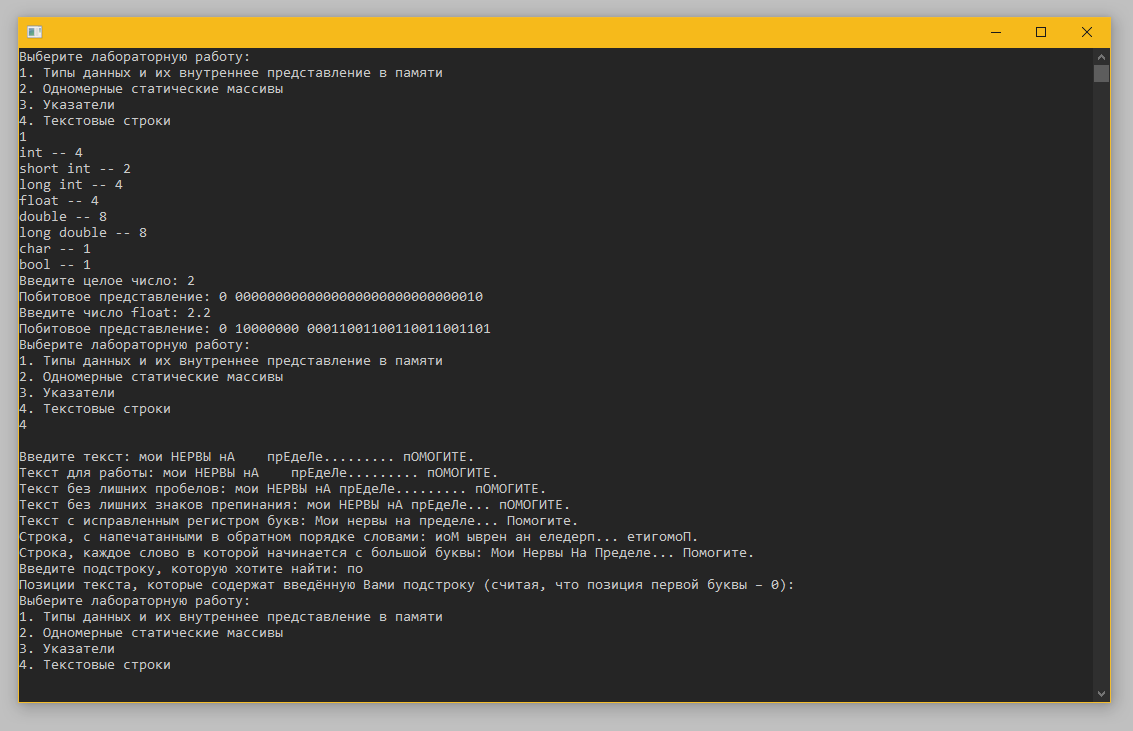 Выберите лабораторную работу:
1. Типы данных и их внутреннее представление в памяти
2. Одномерные статические массивы
3. Указатели
4. Текстовые строки
1
int -- 4
short int -- 2
long int -- 4
float -- 4
double -- 8
long double -- 8
char -- 1
bool -- 1
Введите целое число: 2
Побитовое представление: 0 0000000000000000000000000000010
Введите число float: 2.2
Побитовое представление: 0 10000000 00011001100110011001101
Выберите лабораторную работу:
1. Типы данных и их внутреннее представление в памяти
2. Одномерные статические массивы
3. Указатели
4. Текстовые строки
4
Введите текст: мои НЕРВЫ нА    прЕдеЛе......... пОМОГИТЕ.
Текст для работы: мои НЕРВЫ нА    прЕдеЛе......... пОМОГИТЕ.
Текст без лишних пробелов: мои НЕРВЫ нА прЕдеЛе......... пОМОГИТЕ.
Текст без лишних знаков препинания: мои НЕРВЫ нА прЕдеЛе... пОМОГИТЕ.
Текст с исправленным регистром букв: Мои нервы на пределе... Помогите.
Строка, с напечатанными в обратном порядке словами: иоМ ыврен ан еледерп... етигомоП.
Строка, каждое слово в которой начинается с большой буквы: Мои Нервы На Пределе... Помогите.
Введите подстроку, которую хотите найти: по
Позиции текста, которые содержат введённую Вами подстроку (считая, что позиция первой буквы – 0):
Выберите лабораторную работу:
1. Типы данных и их внутреннее представление в памяти
2. Одномерные статические массивы
3. Указатели
4. Текстовые строки